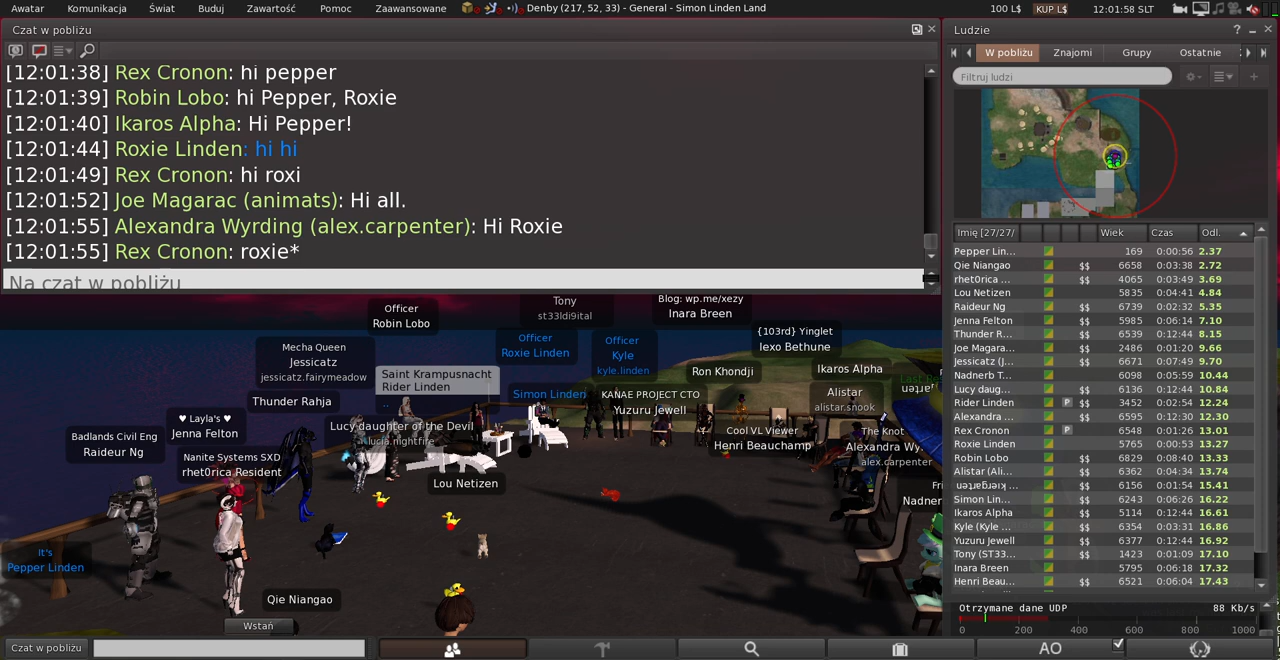 Awatar Komunikacja Świat Buduj Zawartość Pomoc Zaawansowane Denby (217, 52, 33) - General - Simon Linden Land 100 L$ KUP L$ 12:01:58 SLT
Czat w pobliżu
[12:01:38] Rex Cronon: hi pepper
[12:01:39] Robin Lobo: hi Pepper, Roxie
[12:01:40] Ikaros Alpha: Hi Pepper!
[12:01:44] Roxie Linden: hi hi
[12:01:49] Rex Cronon: hi roxi
[12:01:52] Joe Magarac (animats): Hi all.
[12:01:55] Alexandra Wyrding (alex.carpenter): Hi Roxie
[12:01:55] Rex Cronon: roxie*
Na czat w pobliżu
Officer
Robin Lobo
Tony
st33ldi9ital
Blog: wp.me/xezy
Inara Breen
Officer
Roxie Linden
Officer
Kyle
kyle.linden
{103rd} Yinglet
Iexo Bethune
Mecha Queen
Jessicatz
jessicatz.fairymeadow
Saint Krampusnacht
Rider Linden
..
Ron Khondji
Ikaros Alpha
Thunder Rahja
Simon Linden
KANAE PROJECT CTO
Yuzuru Jewell
Alistar
alistar.snook
♥ Layla's ♥
Jenna Felton
Lucy daughter of the Devil
lucia.nightfire
Cool VL Viewer
Henri Beauchamp
The Knot
Alexandra Wy.
alex.carpenter
Badlands Civil Eng
Raideur Ng
Nanite Systems SXD
rhet0rica Resident
Lou Netizen
Fri
Nadner
It's
Pepper Linden
Qie Niangao
Wstań
Czat w pobliżu
AO
Ludzie
W pobliżu Znajomi Grupy Ostatnie
Filtruj ludzi
Imię [27/27/ Wiek Czas Odl.
Pepper Lin... 169 0:00:56 2.37
Qie Niangao $$ 6658 0:03:38 2.72
rhet0rica ... $$ 4065 0:03:49 3.69
Lou Netizen 5835 0:04:41 4.84
Raideur Ng $$ 6739 0:02:32 5.35
Jenna Felton $$ 5985 0:06:14 7.10
Thunder R... $$ 6539 0:12:44 8.15
Joe Magara... $$ 2486 0:01:20 9.66
Jessicatz (J... $$ 6671 0:07:49 9.70
Nadnerb T... 6098 0:05:59 10.44
Lucy daug... $$ 6136 0:12:44 10.84
Rider Linden P $$ 3452 0:02:54 12.24
Alexandra ... $$ 6595 0:12:30 12.30
Rex Cronon P 6548 0:01:26 13.01
Roxie Linden 5765 0:00:53 13.27
Robin Lobo $$ 6829 0:08:40 13.33
Alistar (Ali... $$ 6362 0:04:34 13.74
$$ 6156 0:01:54 15.41
Simon Lin... $$ 6243 0:06:26 16.22
Ikaros Alpha $$ 5114 0:12:44 16.61
Kyle (Kyle ... $$ 6354 0:03:31 16.86
Yuzuru Jewell $$ 6377 0:12:44 16.92
Tony (ST33... $$ 1423 0:01:09 17.10
Inara Breen 5795 0:06:18 17.32
Henri Beau... $$ 6521 0:06:04 17.43
Otrzymane dane UDP 88 Kb/s
0 200 400 600 800 1000